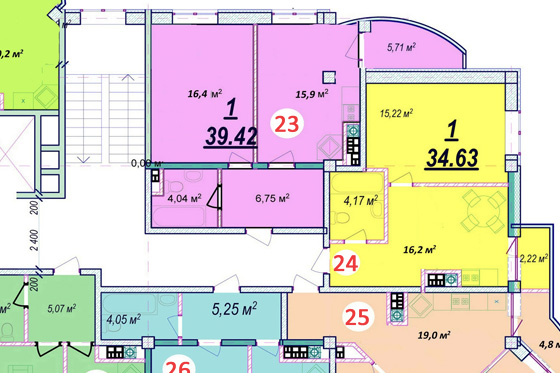 5,71 м²
0,2 м²
16,4 м²
15,9 м²
1
39.42
23
15,22 м²
1
34.63
0,00
4,04 м²
6,75 м²
4,17 м²
200
2 400
200
16,2 м²
24
2,22 м²
5,07 м²
4,05 м²
5,25 м²
25
19,0 м²
4,8 м
26